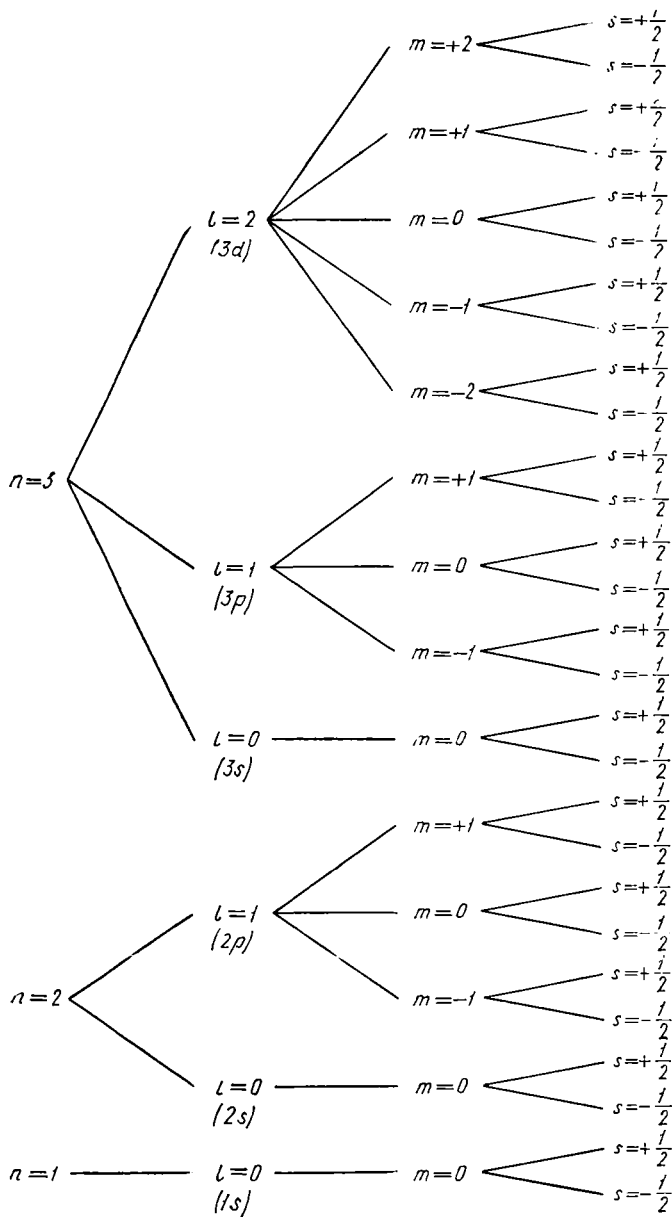 s=+1/2
m=+2
s=-1/2
s=+1/2
m=+1
s=-1/2
s=+1/2
l=2 m=0
(3d) s=-1/2
s=+1/2
m=-1
s=-1/2
s=+1/2
m=-2
s=-1/2
s=+1/2
n=3 m=+1
s=-1/2
s=+1/2
l=1 m=0
(3p) s=-1/2
s=+1/2
m=-1
s=-1/2
s=+1/2
l=0 m=0
(3s) s=-1/2
s=+1/2
m=+1
s=-1/2
s=+1/2
l=1 m=0
(2p) s=-1/2
s=+1/2
n=2 m=-1
s=-1/2
s=+1/2
l=0 m=0
(2s) s=-1/2
s=+1/2
n=1 l=0 m=0
(1s) s=-1/2